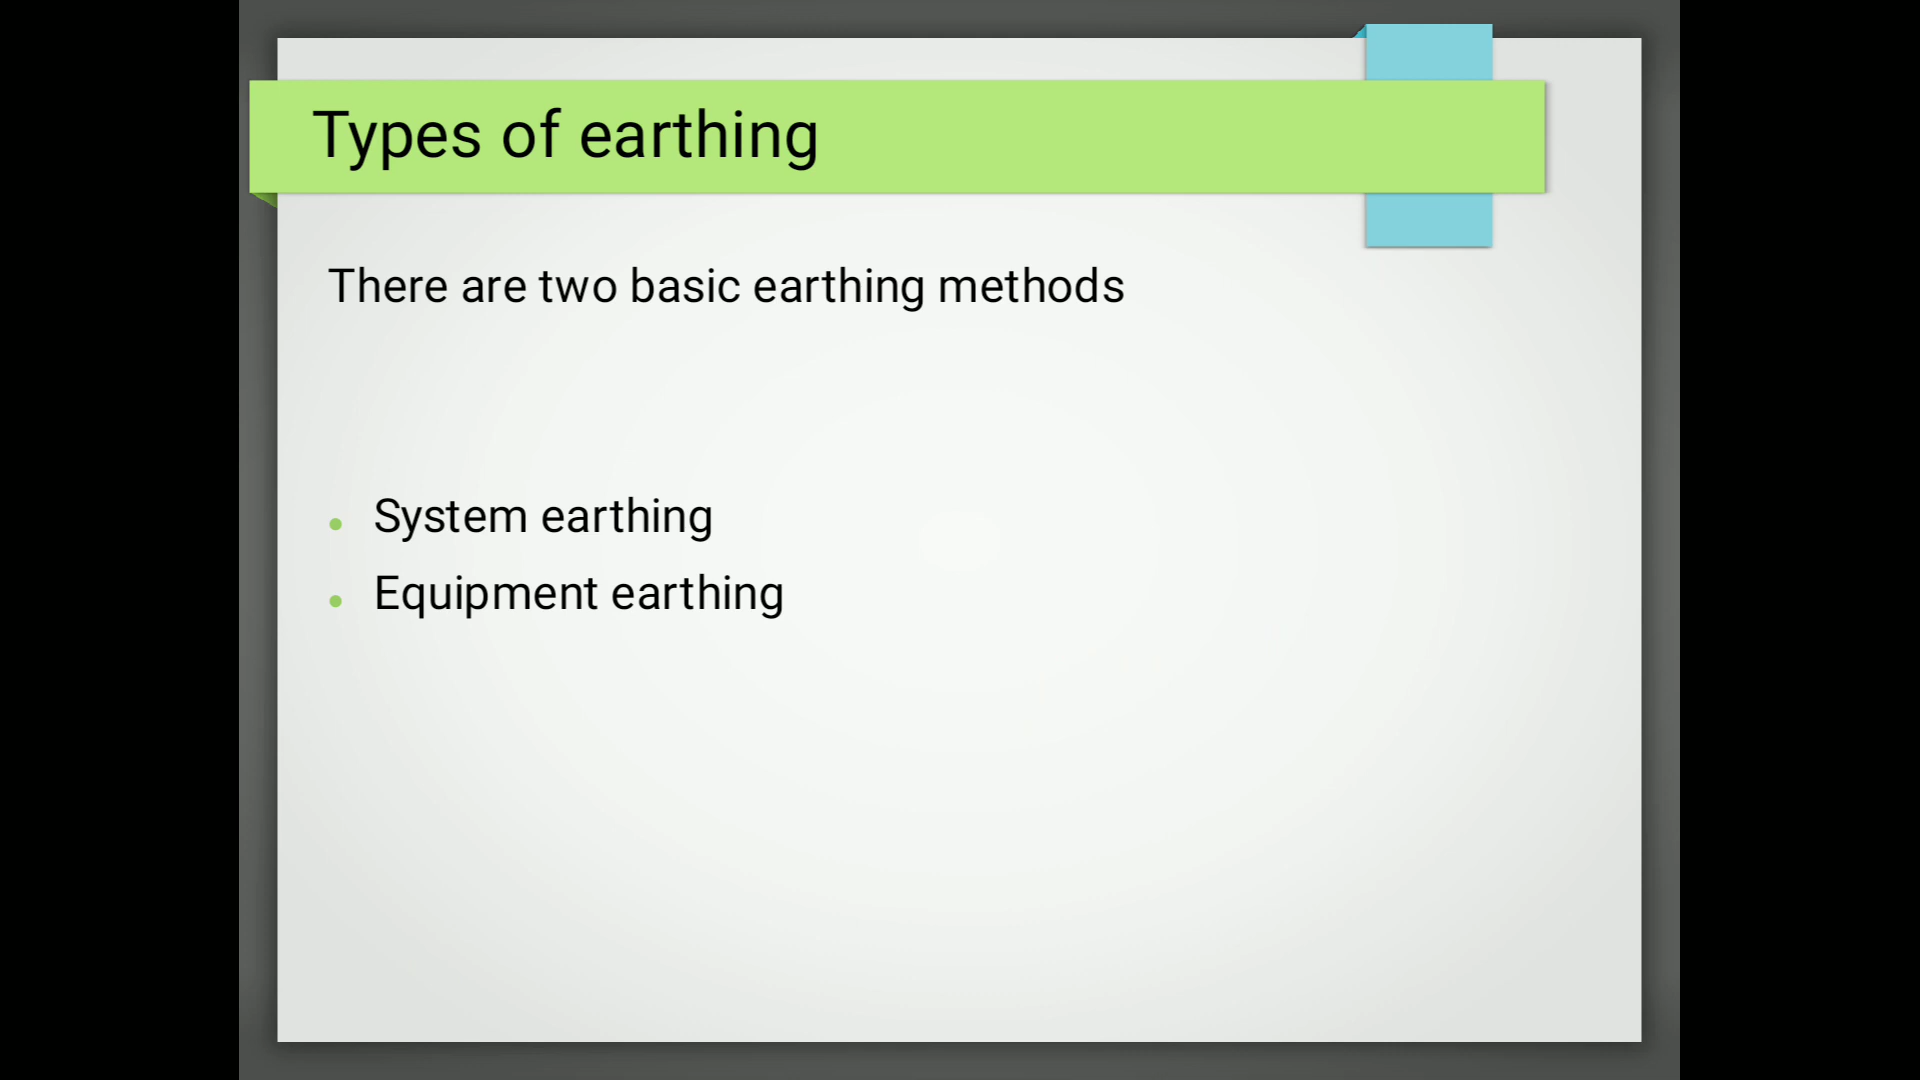 Types of earthing
There are two basic earthing methods
System earthing
Equipment earthing